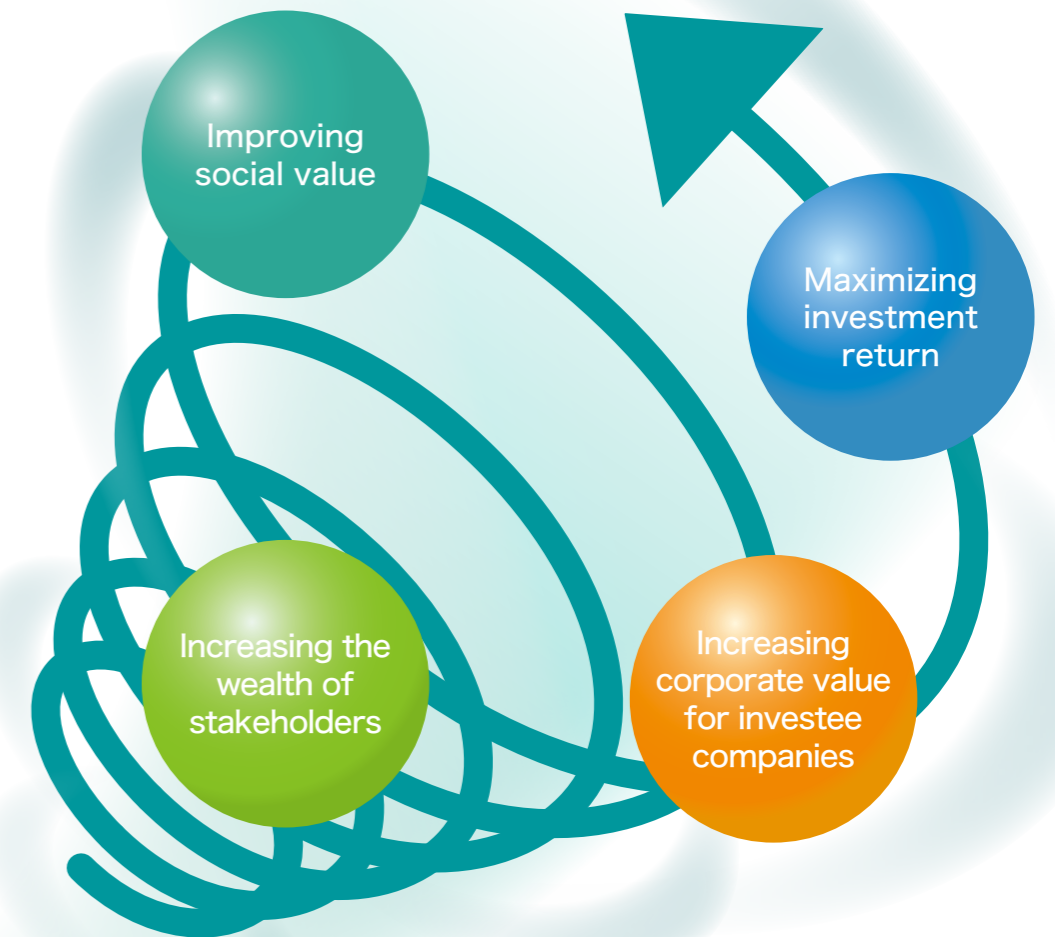 Improving
social value
Maximizing
investment
return
Increasing the
wealth of
stakeholders
Increasing
corporate value
for investee
companies